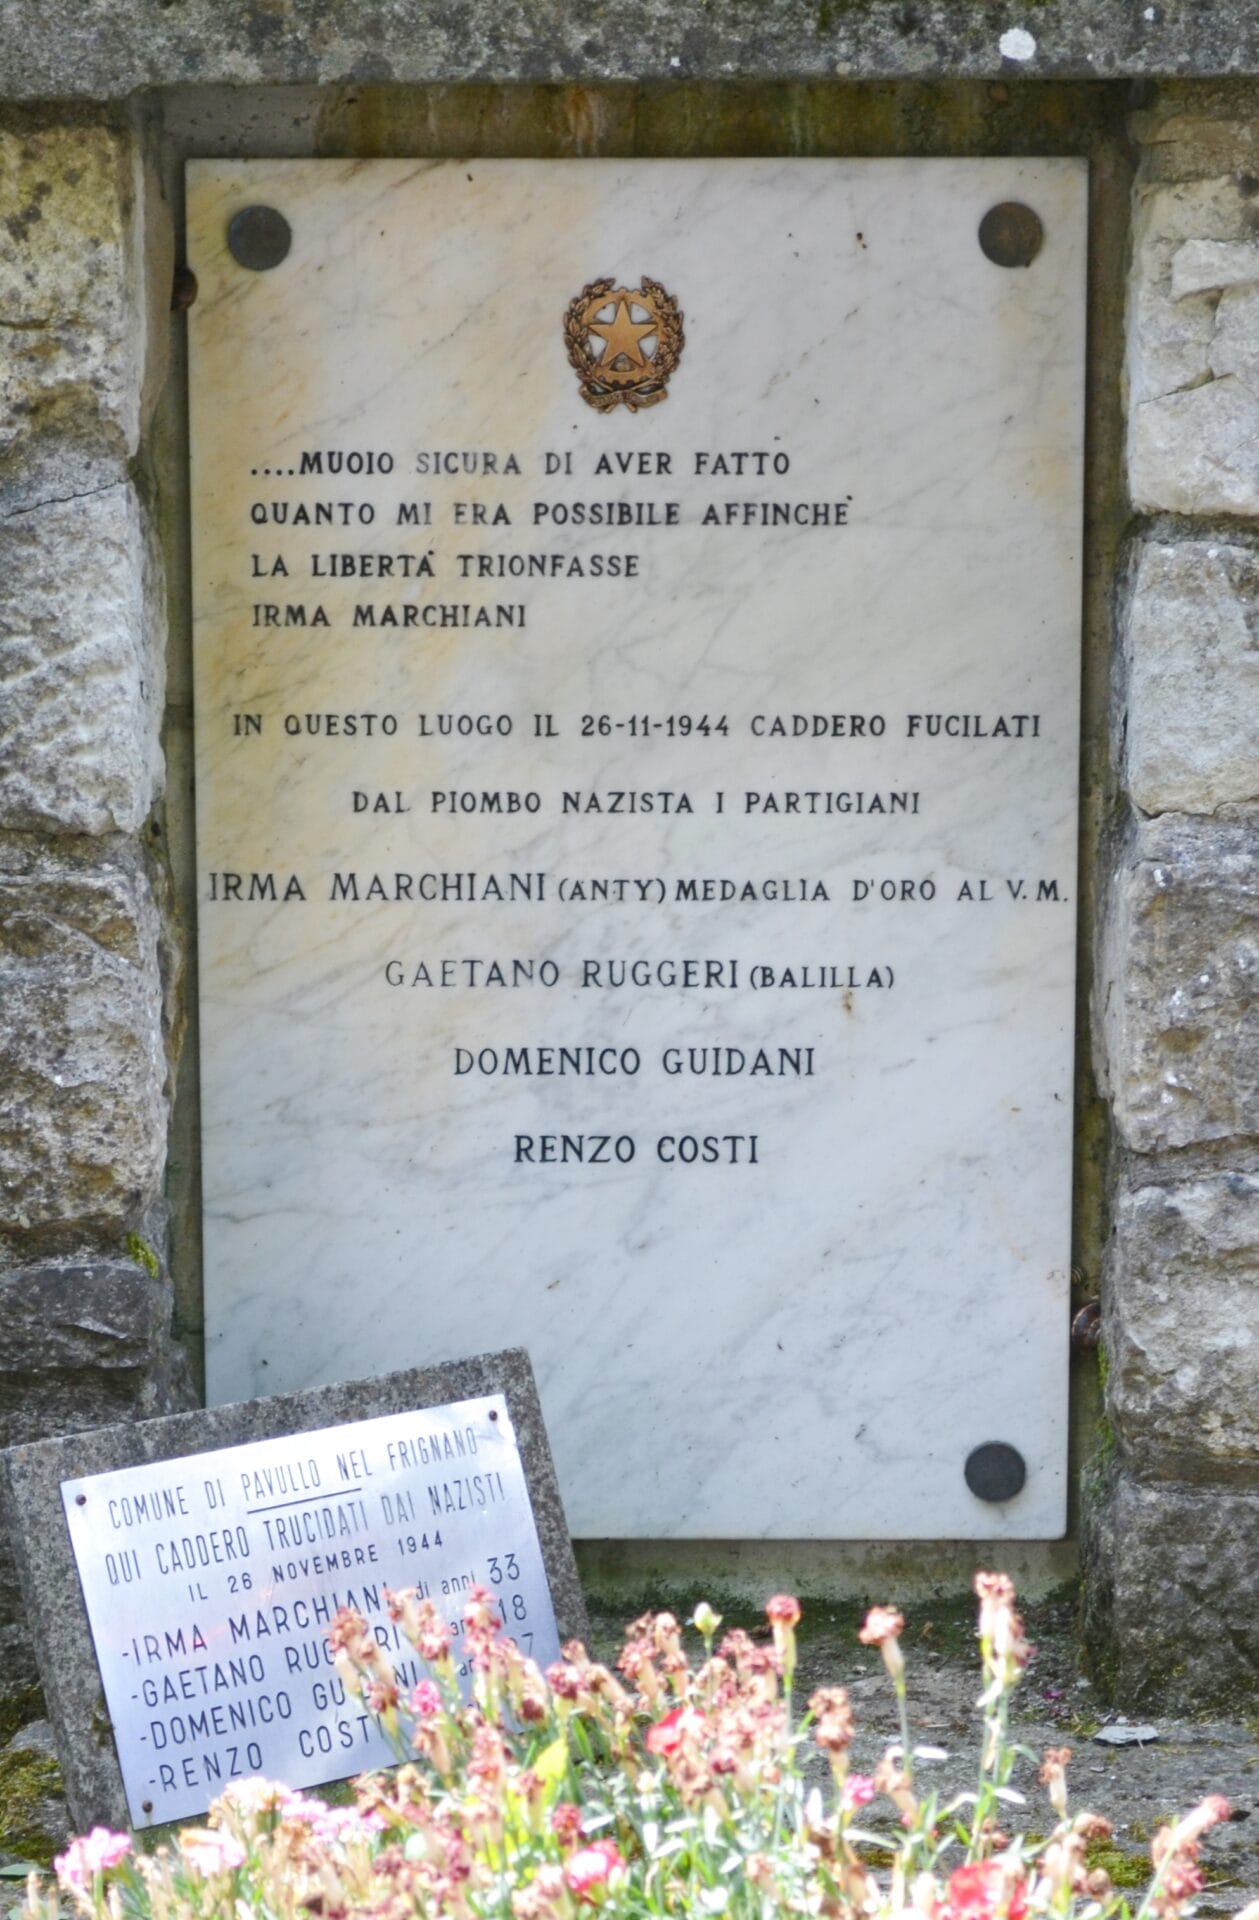 ....MUOIO SICURA DI AVER FATTO
QUANTO MI ERA POSSIBILE AFFINCHÈ
LA LIBERTÀ TRIONFASSE
IRMA MARCHIANI
IN QUESTO LUOGO IL 26-11-1944 CADDERO FUCILATI
DAL PIOMBO NAZISTA I PARTIGIANI
IRMA MARCHIANI (ANTY) MEDAGLIA D'ORO AL V.M.
GAETANO RUGGERI (BALILLA)
DOMENICO GUIDANI
RENZO COSTI
COMUNE DI PAVULLO NEL FRIGNANO
QUI CADDERO TRUCIDATI DAI NAZISTI
IL 26 NOVEMBRE 1944
-IRMA MARCHIANI di anni 33
-GAETANO 18
-DOMENICO
-RENZO COSTI